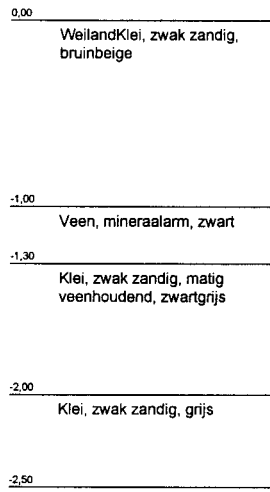 0,00
WeilandKlei, zwak zandig,
bruinbeige
-1,00
Veen, mineraalarm, zwart
-1,30
Klei, zwak zandig, matig
veenhoudend, zwartgrijs
-2,00
Klei, zwak zandig, grijs
-2,50